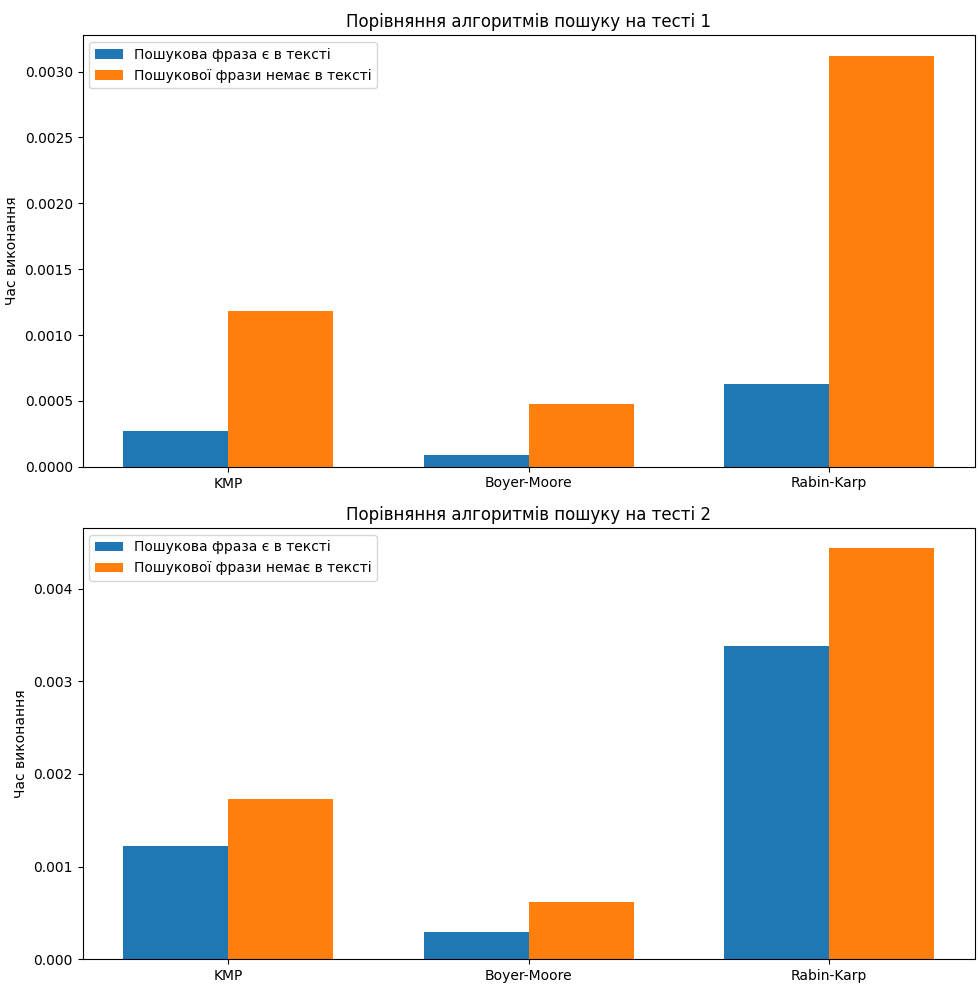 Порівняння алгоритмів пошуку на тесті 1
Пошукова фраза є в тексті
Пошукової фрази немає в тексті
Час виконання
0.0030
0.0025
0.0020
0.0015
0.0010
0.0005
0.0000
KMP Boyer-Moore Rabin-Karp
Порівняння алгоритмів пошуку на тесті 2
Пошукова фраза є в тексті
Пошукової фрази немає в тексті
Час виконання
0.004
0.003
0.002
0.001
0.000
KMP Boyer-Moore Rabin-Karp